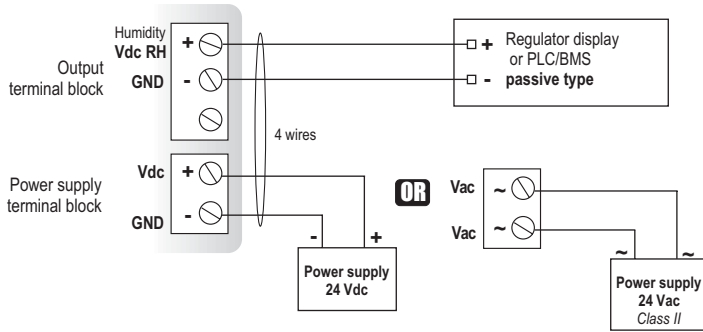 Humidity
Vdc RH
+
GND
-
Output
terminal block
+
-
Regulator display
or PLC/BMS
passive type
4 wires
Power supply
terminal block
Vdc
+
GND
-
-
+
Power supply
24 Vdc
OR
Vac
~
Vac
~
~
~
Power supply
24 Vac
Class II